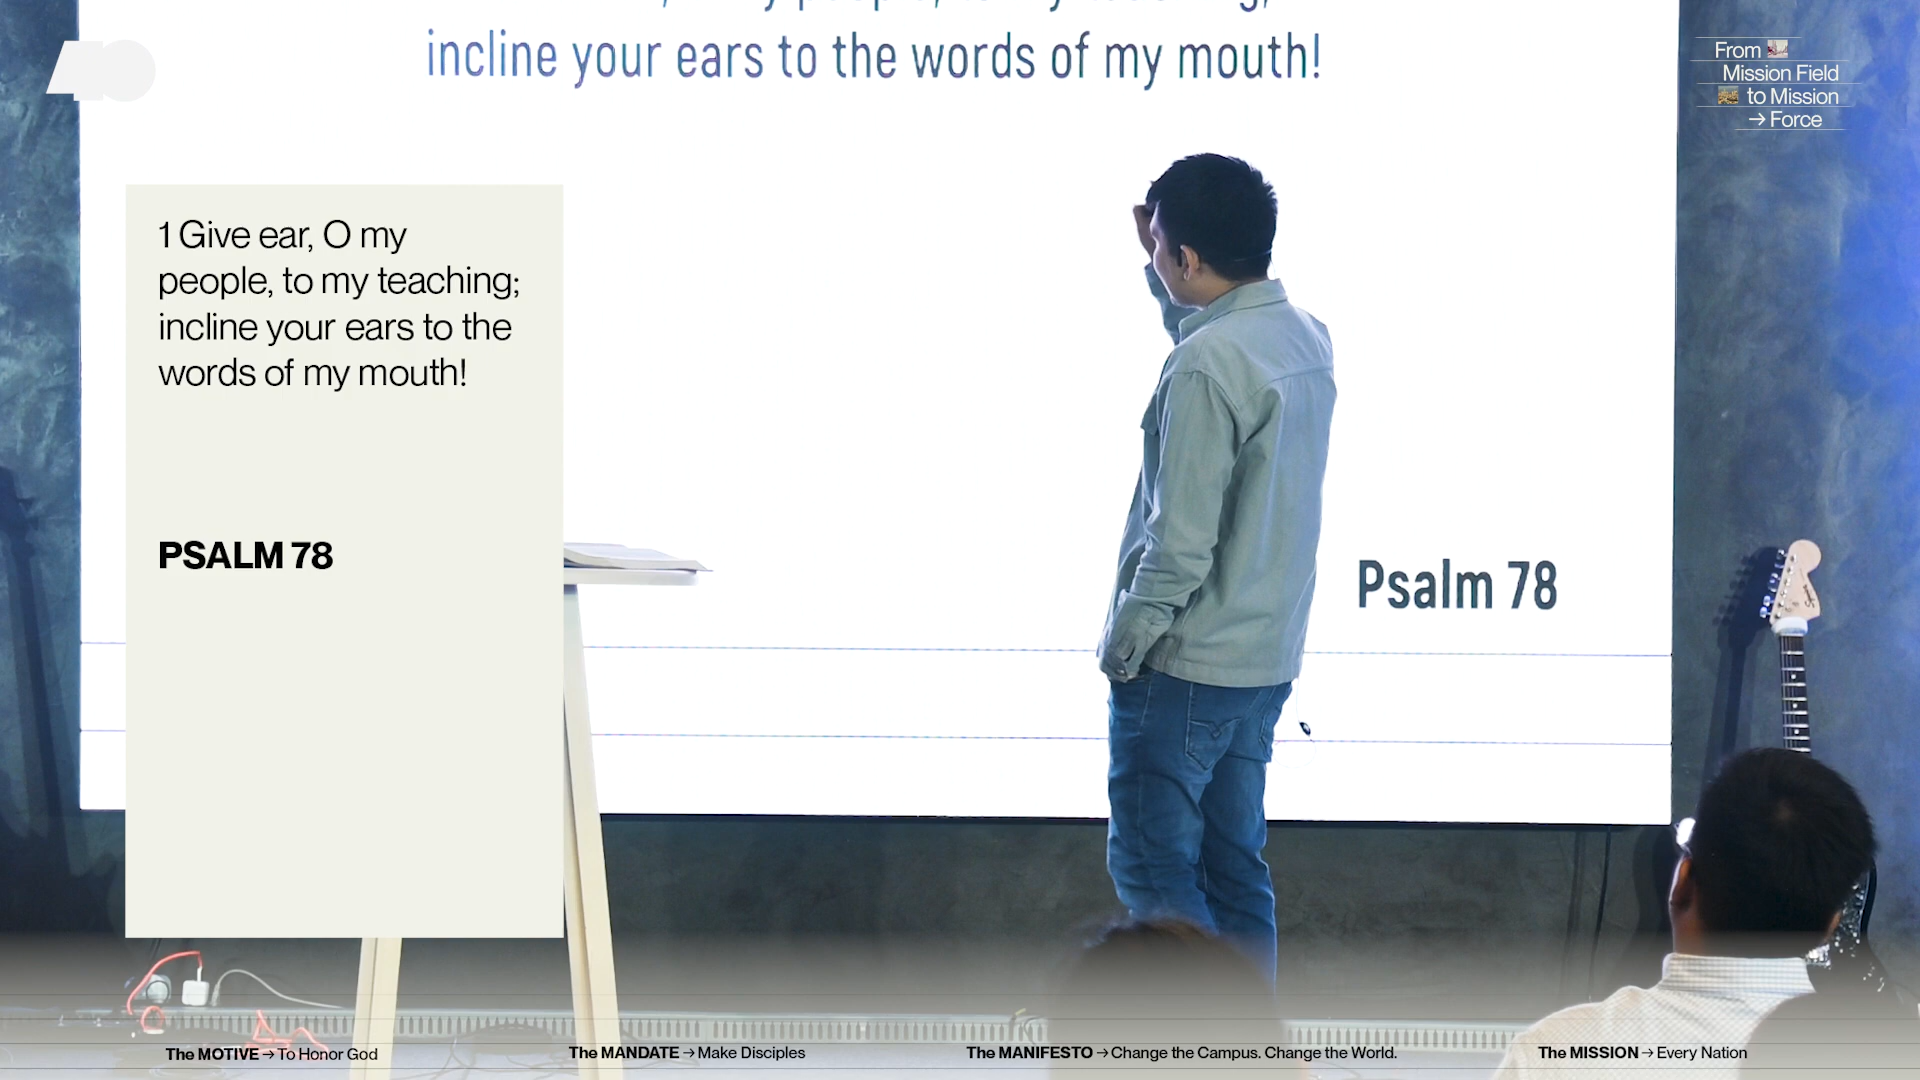 incline your ears to the words of my mouth!
40
From
Mission Field
to Mission
→ Force
1 Give ear, O my
people, to my teaching;
incline your ears to the
words of my mouth!
PSALM 78
Psalm 78
The MOTIVE → To Honor God
The MANDATE → Make Disciples
The MANIFESTO → Change the Campus. Change the World.
The MISSION → Every Nation